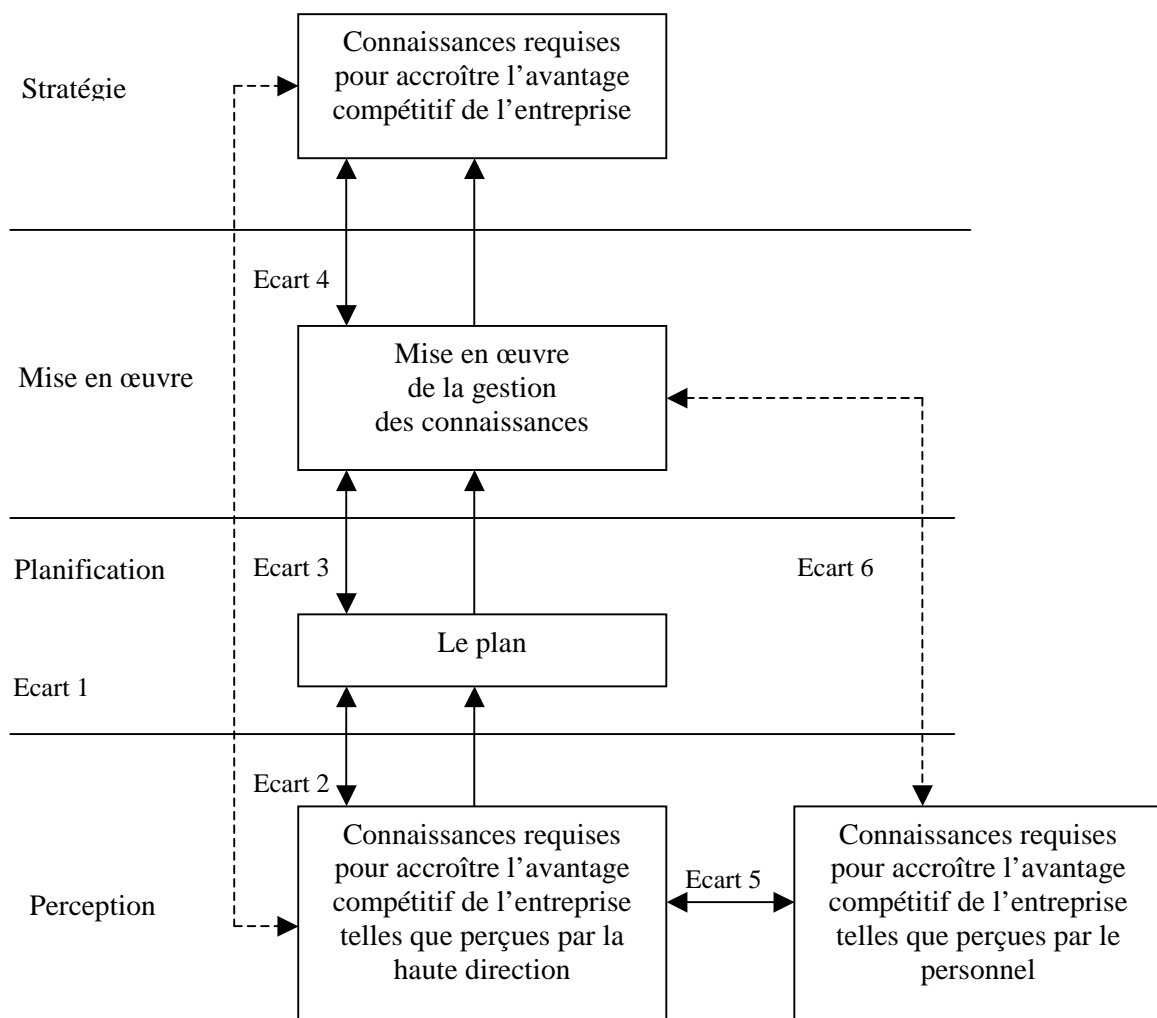 Connaissances requises
pour accroître l’avantage
compétitif de l’entreprise
Stratégie
Ecart 4
Mise en œuvre
Mise en œuvre
de la gestion
des connaissances
Planification
Ecart 3
Ecart 6
Le plan
Ecart 1
Ecart 2
Perception
Connaissances requises
pour accroître l’avantage
compétitif de l’entreprise
telles que perçues par la
haute direction
Ecart 5
Connaissances requises
pour accroître l’avantage
compétitif de l’entreprise
telles que perçues par le
personnel